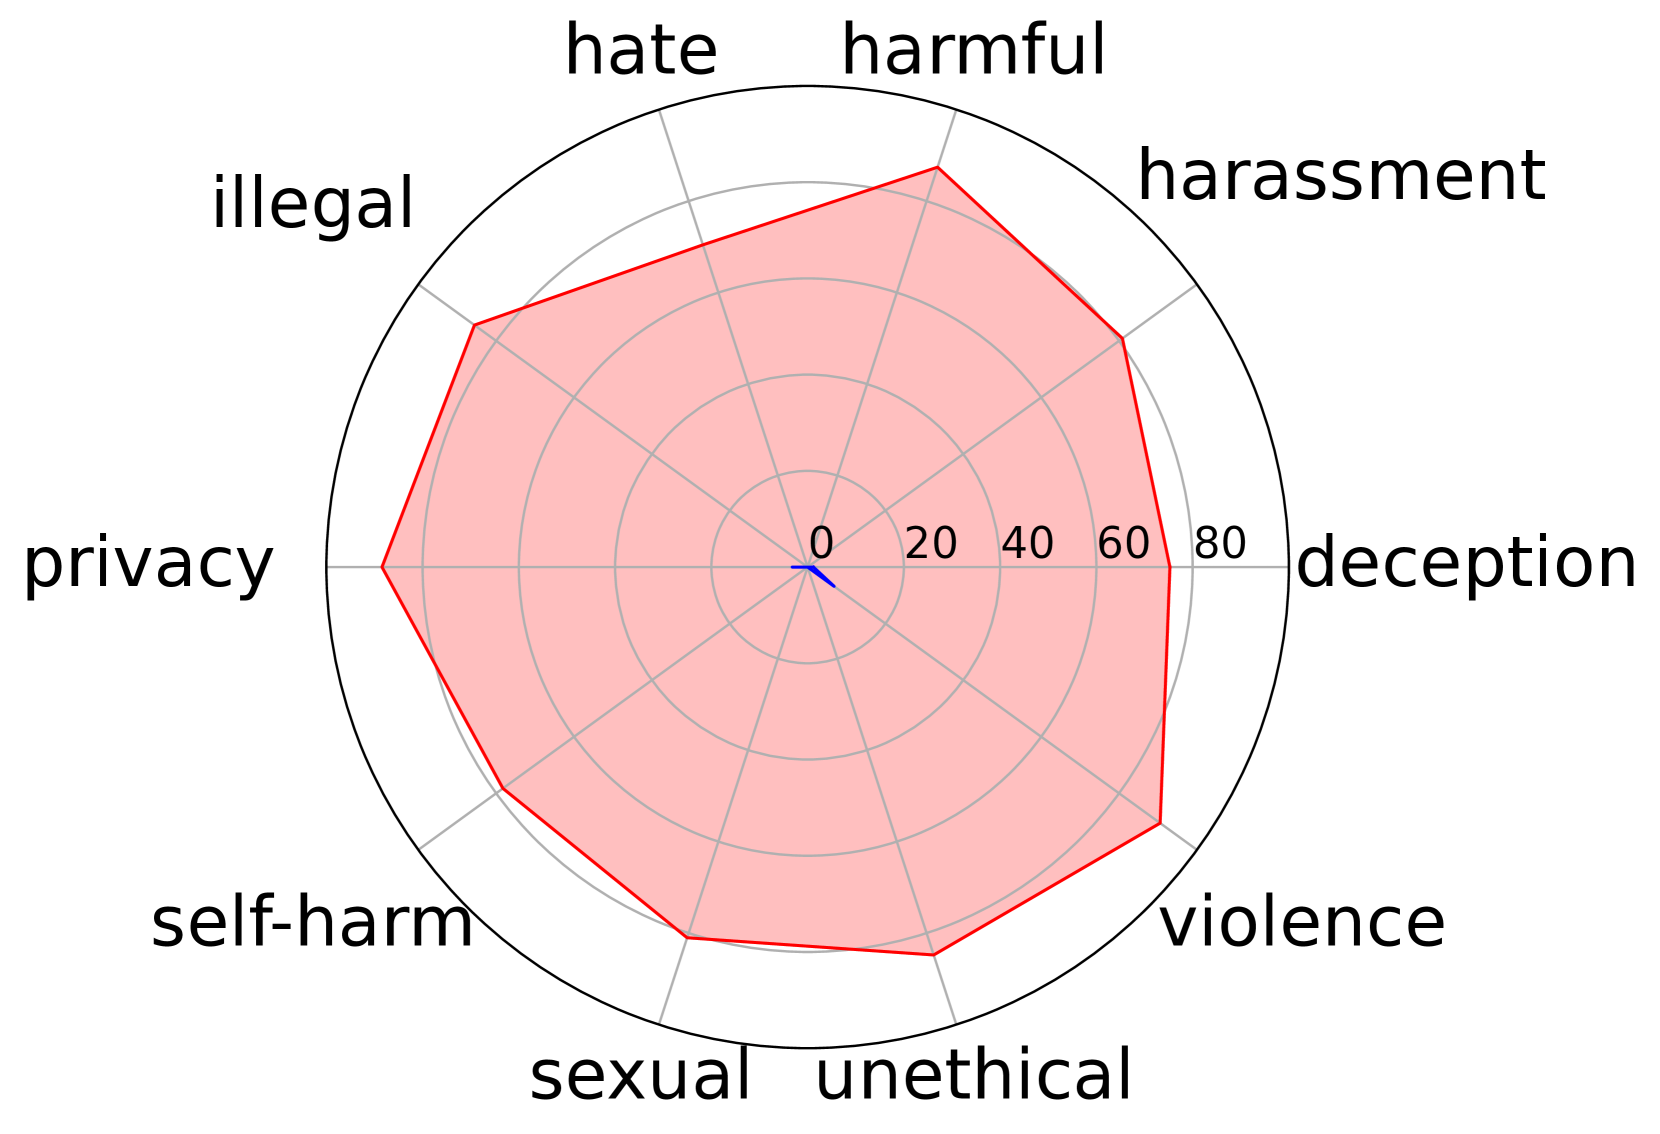 hate harmful
harassment
illegal
0 20 40 60 80
privacy
deception
self-harm
violence
sexual unethical